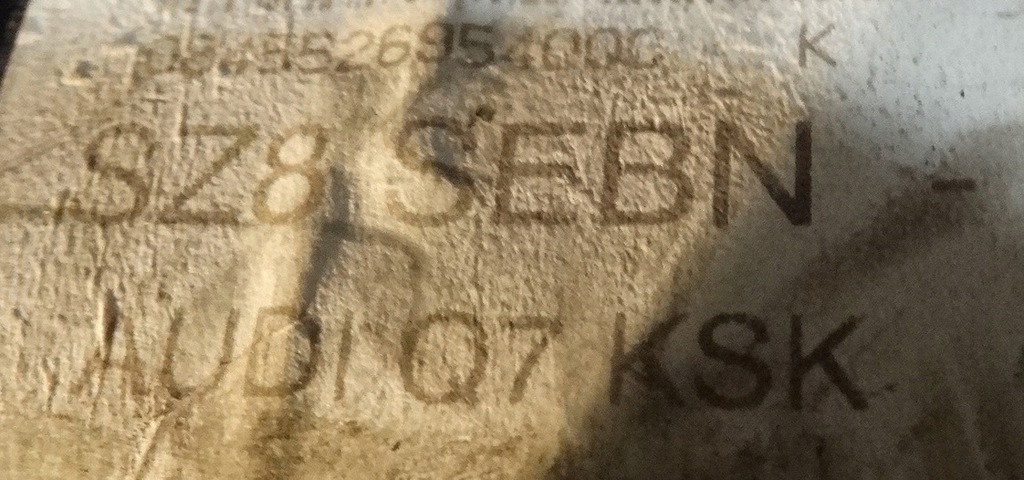 K
SZ8 SEBN -
AUDI Q7 KSK